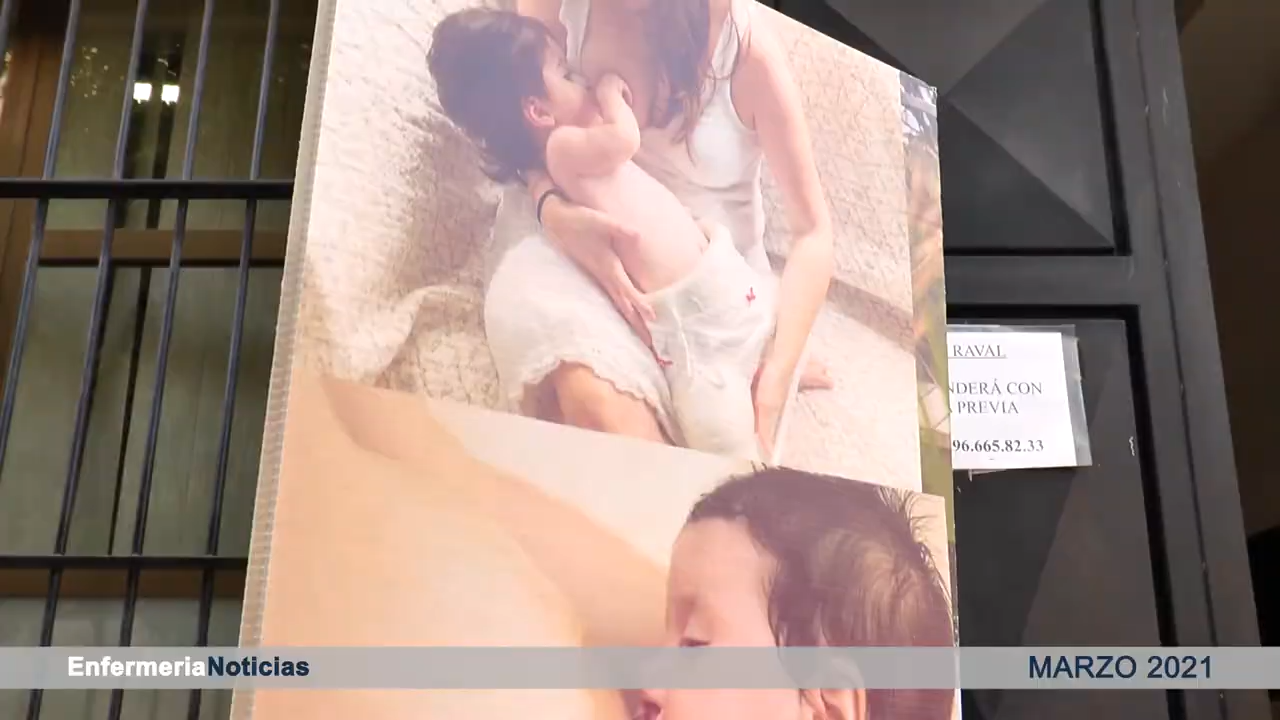 RAVAL
NDERÁ CON
PREVIA
96.665.82.33
EnfermeriaNoticias
MARZO 2021